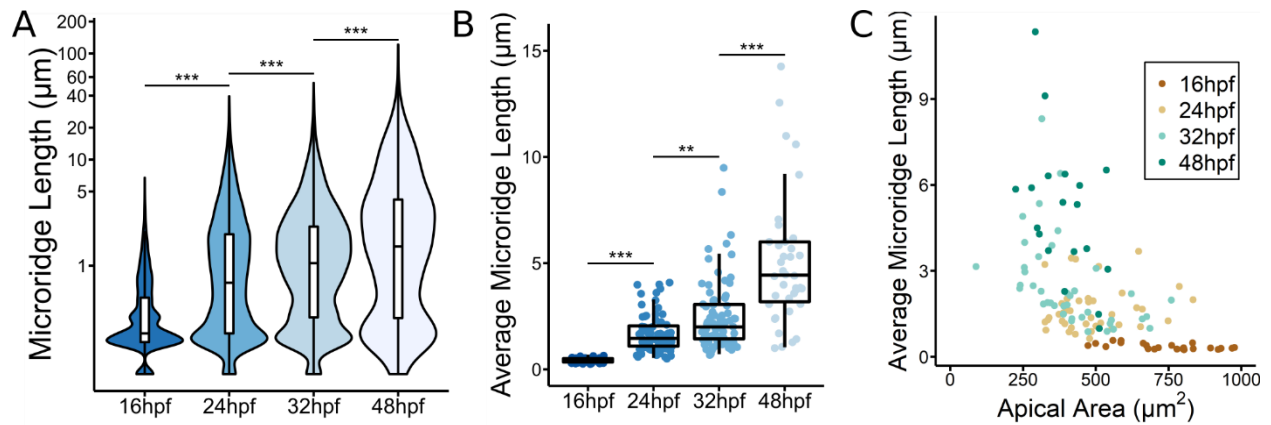 A
Microridge Length (μm)
200
100
60
40
20
10
5
1
***
***
***
16hpf 24hpf 32hpf 48hpf
B
Average Microridge Length (μm)
15
10
5
0
***
**
***
16hpf 24hpf 32hpf 48hpf
C
Average Microridge Length (μm)
9
6
3
0
16hpf
24hpf
32hpf
48hpf
0 250 500 750 1000
Apical Area (μm²)